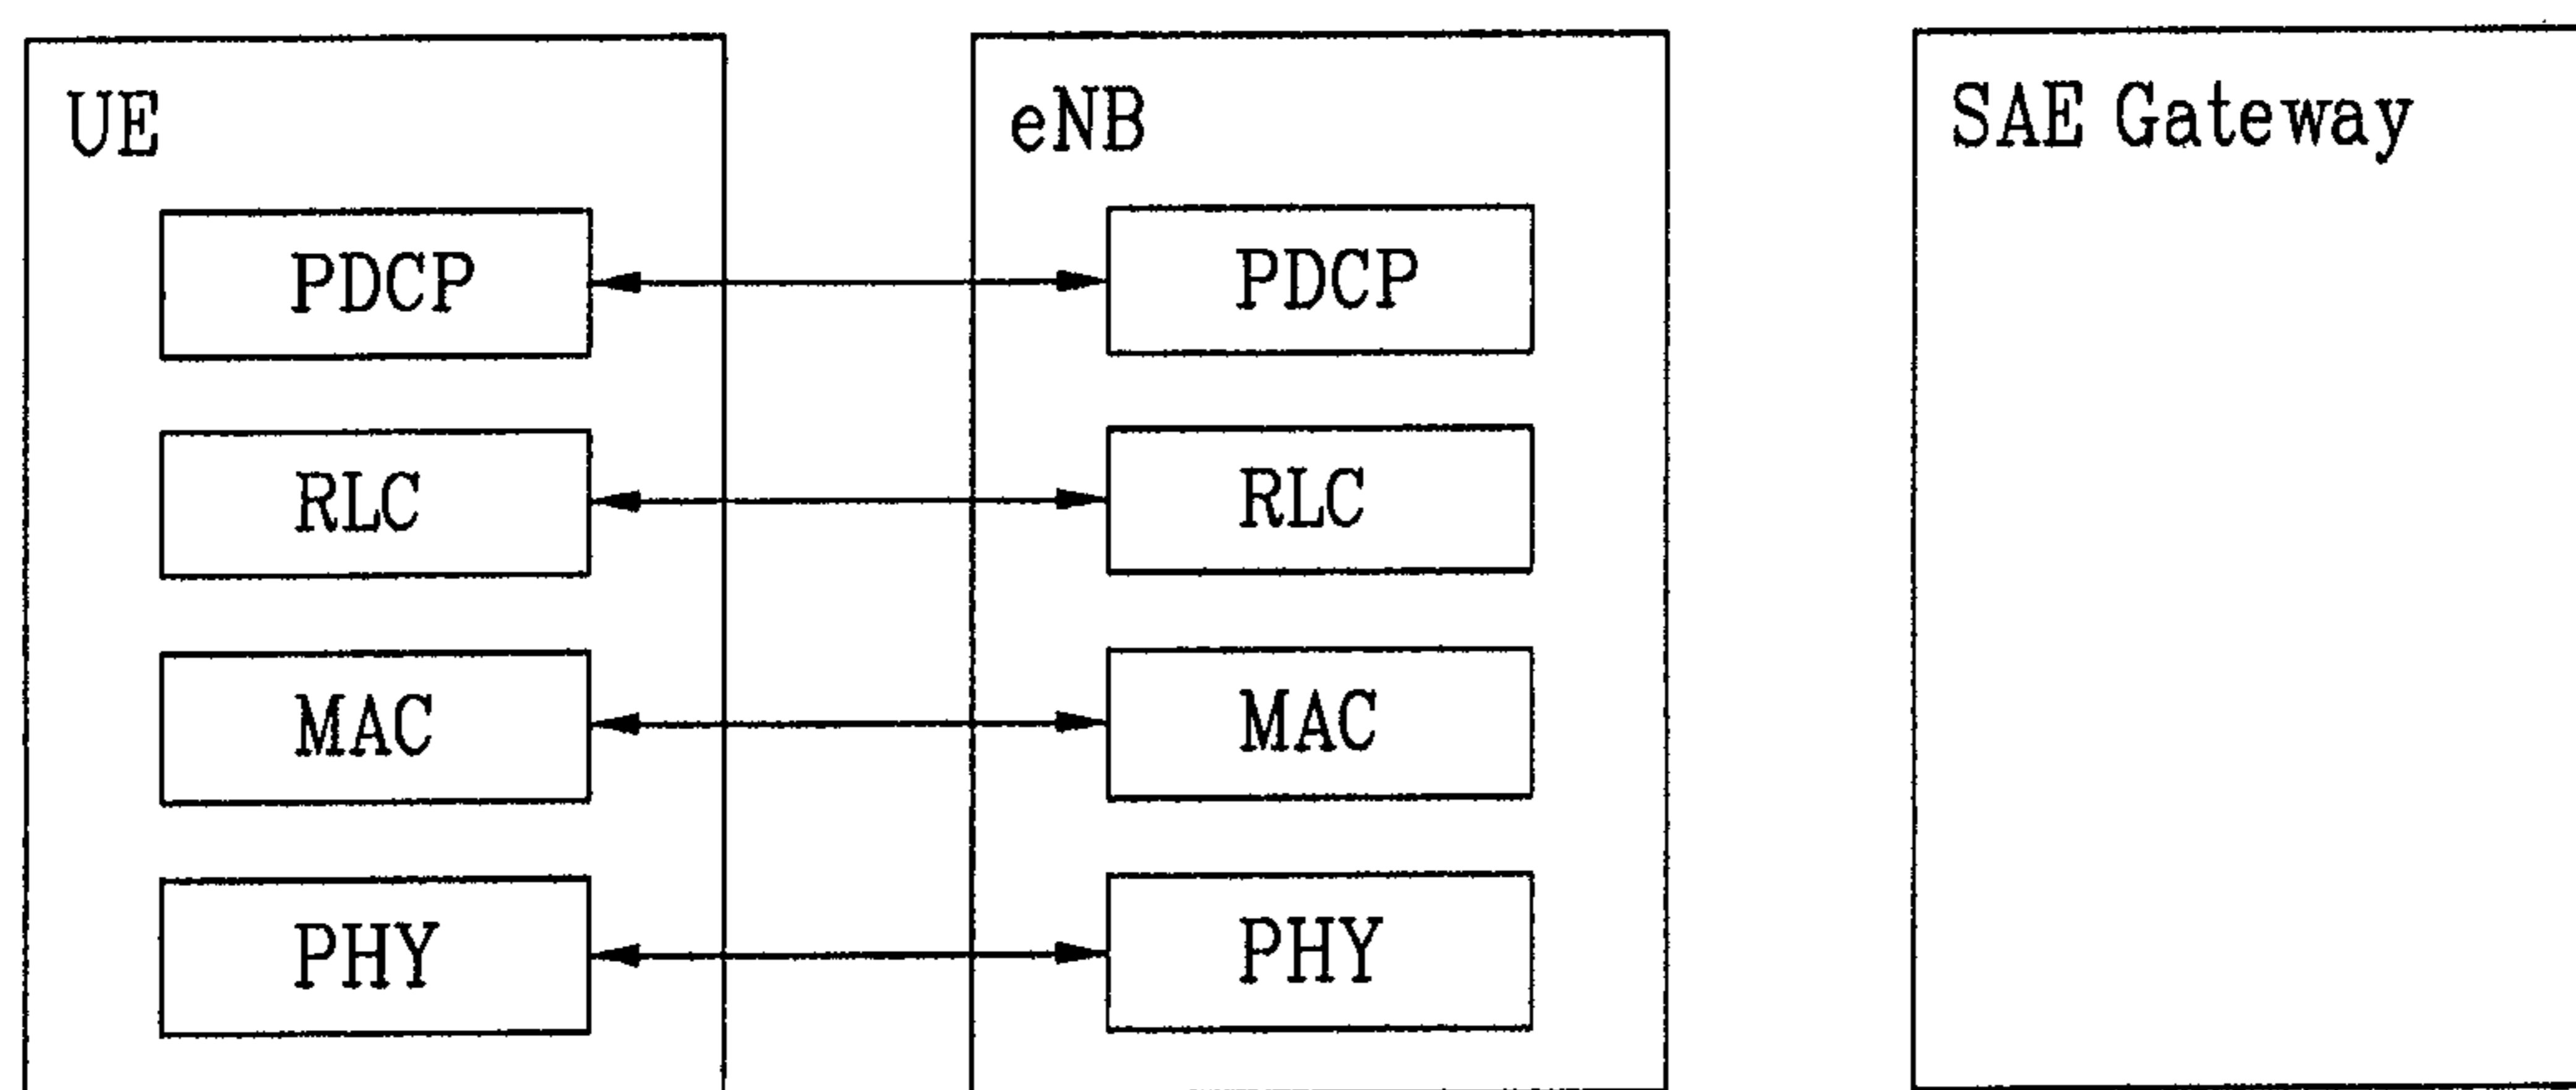 UE
eNB
SAE Gateway
PDCP
PDCP
RLC
RLC
MAC
MAC
PHY
PHY